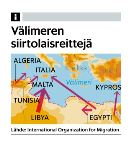 i
Välimeren
siirtolaisreittejä
ALGERIA
ITALIA
Välimeri
MALTA
KYPROS
TUNISIA
LIBYA
EGYPTI
Lähde: International Organization for Migration